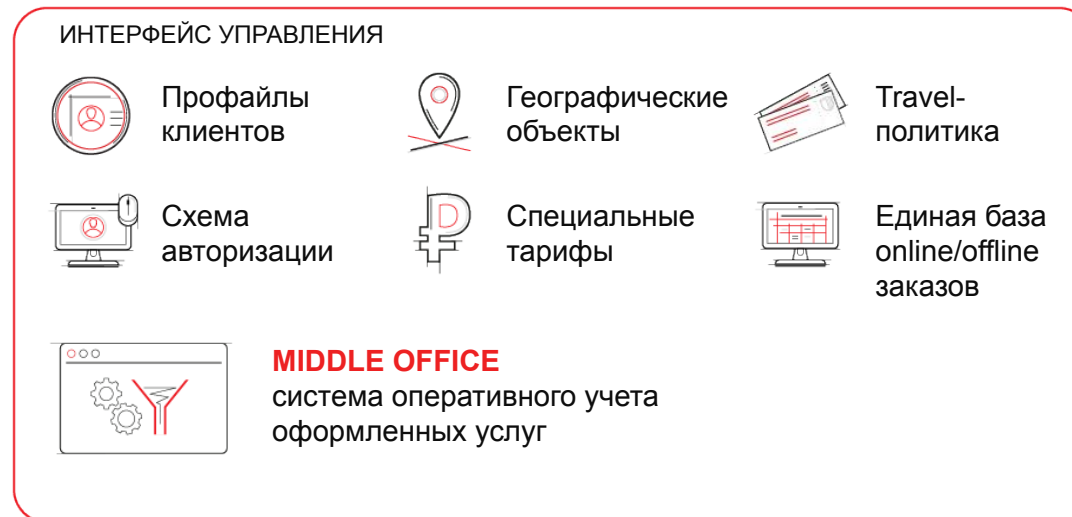 ИНТЕРФЕЙС УПРАВЛЕНИЯ
Профайлы
клиентов
Географические
объекты
Travel-
политика
Схема
авторизации
Специальные
тарифы
Единая база
online/offline
заказов
MIDDLE OFFICE
система оперативного учета
оформленных услуг